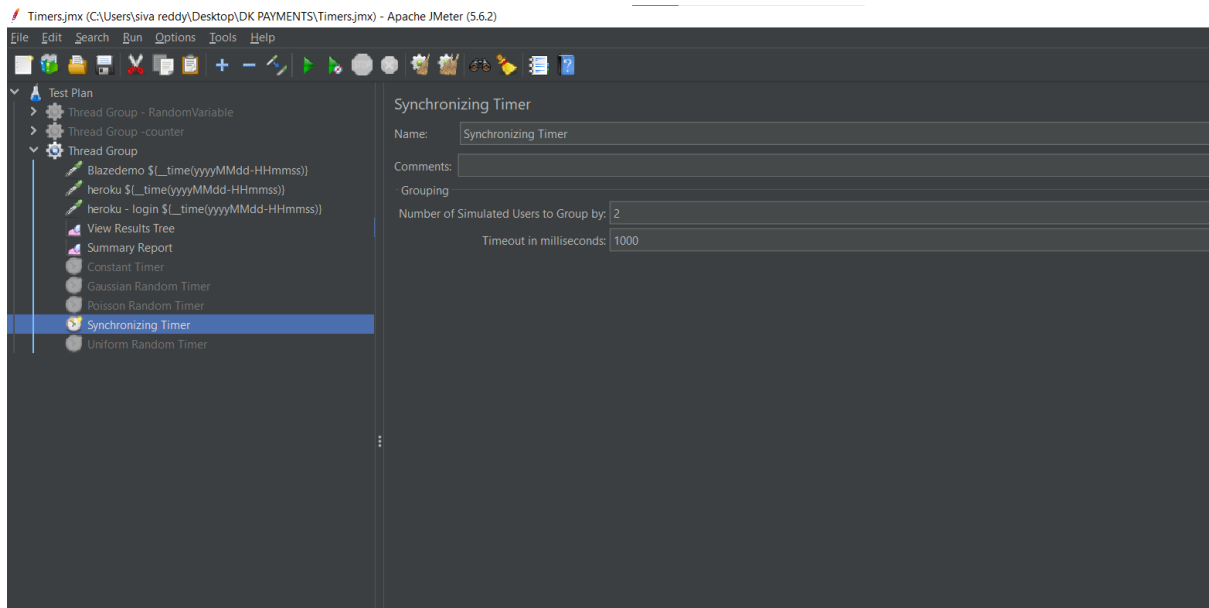 Timers.jmx (C:\Users\siva reddy\Desktop\DK PAYMENTS\Timers.jmx) - Apache JMeter (5.6.2)
File Edit Search Run Options Tools Help
Test Plan
Thread Group - RandomVariable
Thread Group -counter
Thread Group
Blazedemo ${__time(yyyyMMdd-HHmmss)}
heroku ${__time(yyyyMMdd-HHmmss)}
heroku - login ${__time(yyyyMMdd-HHmmss)}
View Results Tree
Summary Report
Constant Timer
Gaussian Random Timer
Poisson Random Timer
Synchronizing Timer
Uniform Random Timer
Synchronizing Timer
Name: Synchronizing Timer
Comments:
Grouping
Number of Simulated Users to Group by: 2
Timeout in milliseconds: 1000